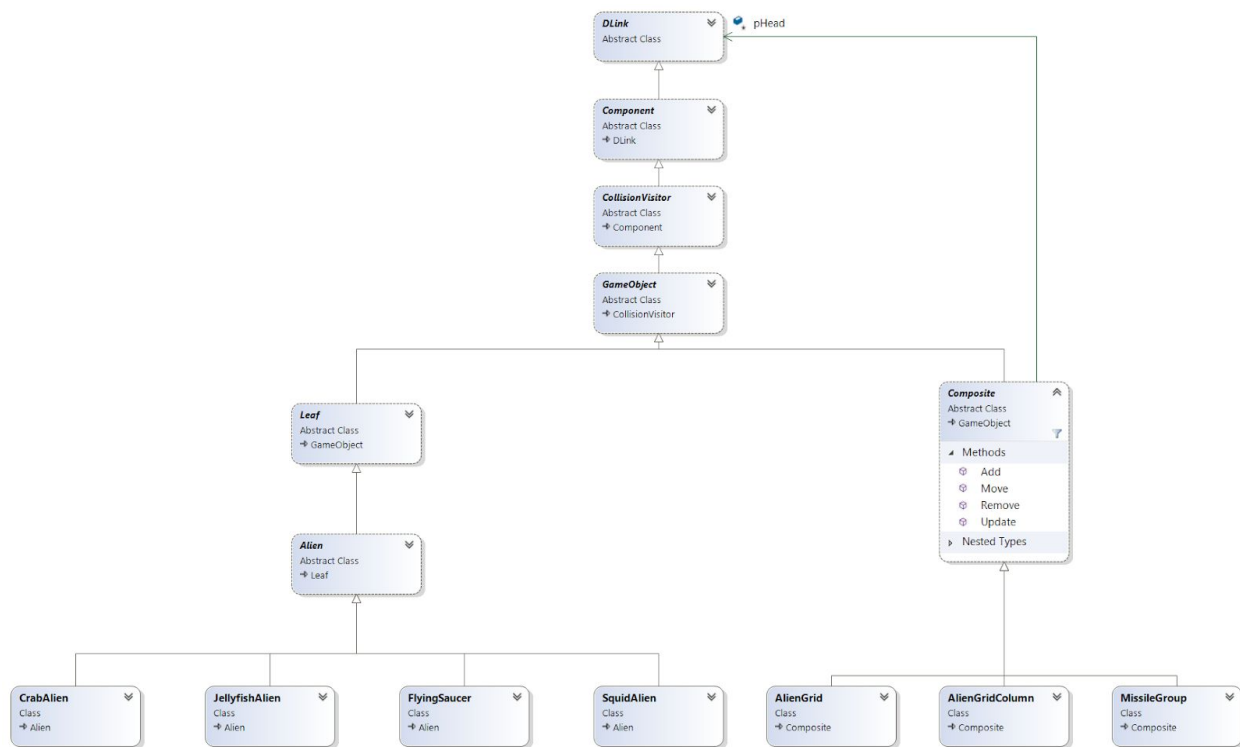 DLink
Abstract Class
pHead
Component
Abstract Class
DLink
CollisionVisitor
Abstract Class
Component
GameObject
Abstract Class
CollisionVisitor
Leaf
Abstract Class
GameObject
Composite
Abstract Class
GameObject
Methods
Add
Move
Remove
Update
Nested Types
Alien
Abstract Class
Leaf
CrabAlien
Class
Alien
JellyfishAlien
Class
Alien
FlyingSaucer
Class
Alien
SquidAlien
Class
Alien
AlienGrid
Class
Composite
AlienGridColumn
Class
Composite
MissileGroup
Class
Composite